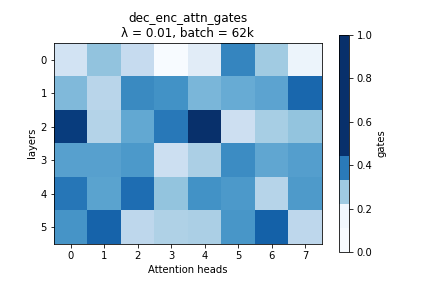 dec_enc_attn_gates
λ = 0.01, batch = 62k
layers
0
1
2
3
4
5
0 1 2 3 4 5 6 7
Attention heads
1.0
0.8
0.6
0.4
0.2
0.0
gates